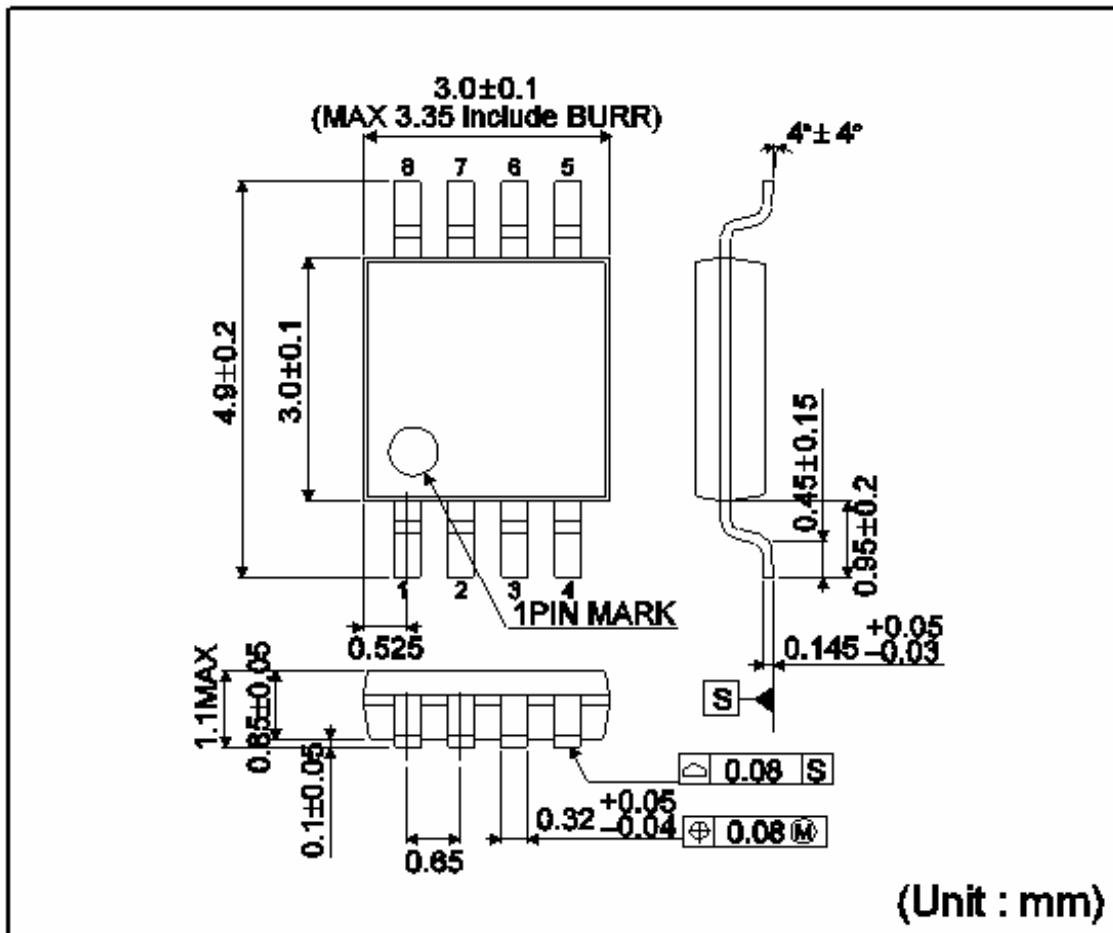 3.0±0.1
(MAX 3.35 include BURR)
4°± 4°
8 7 6 5
4.9±0.2
3.0±0.1
0.45±0.15
0.95±0.2
1 2 3 4
1PIN MARK
0.525
0.145 +0.05 −0.03
S
1.1MAX
0.85±0.05
0.1±0.05
0.08 S
0.32 +0.05 −0.04
0.08 Ⓜ
0.65
(Unit : mm)